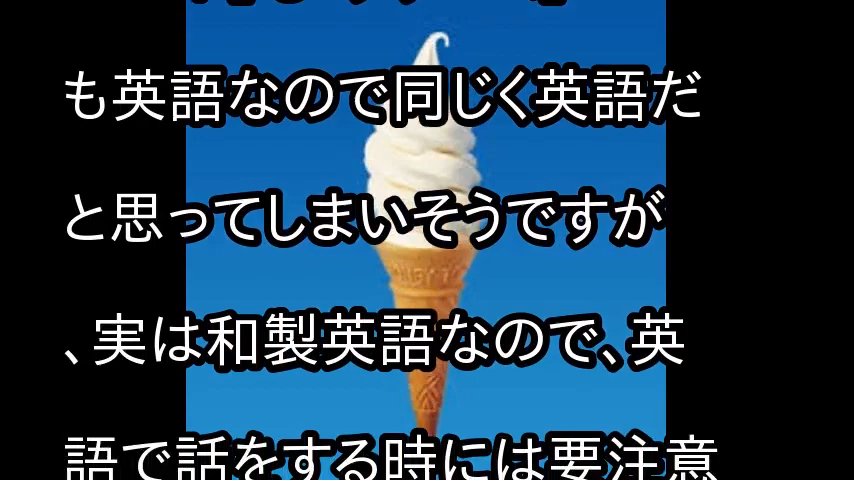 も英語なので同じく英語だ
と思ってしまいそうですが
、実は和製英語なので、英
語で話をする時には要注意